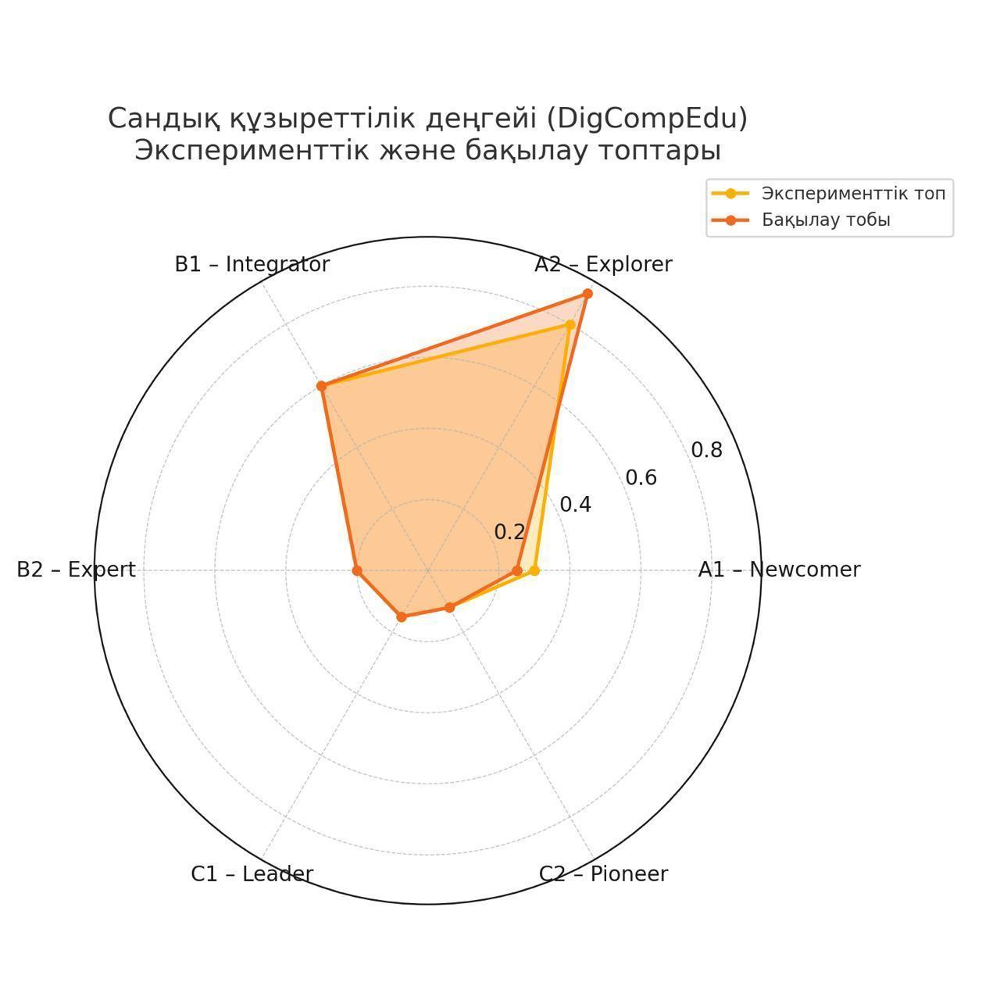 Сандық құзыреттілік деңгейі (DigCompEdu)
Эксперименттік және бақылау топтары
Эксперименттік топ
Бақылау тобы
B1 – Integrator
A2 – Explorer
0.8
0.6
0.4
0.2
B2 – Expert
A1 – Newcomer
C1 – Leader
C2 – Pioneer